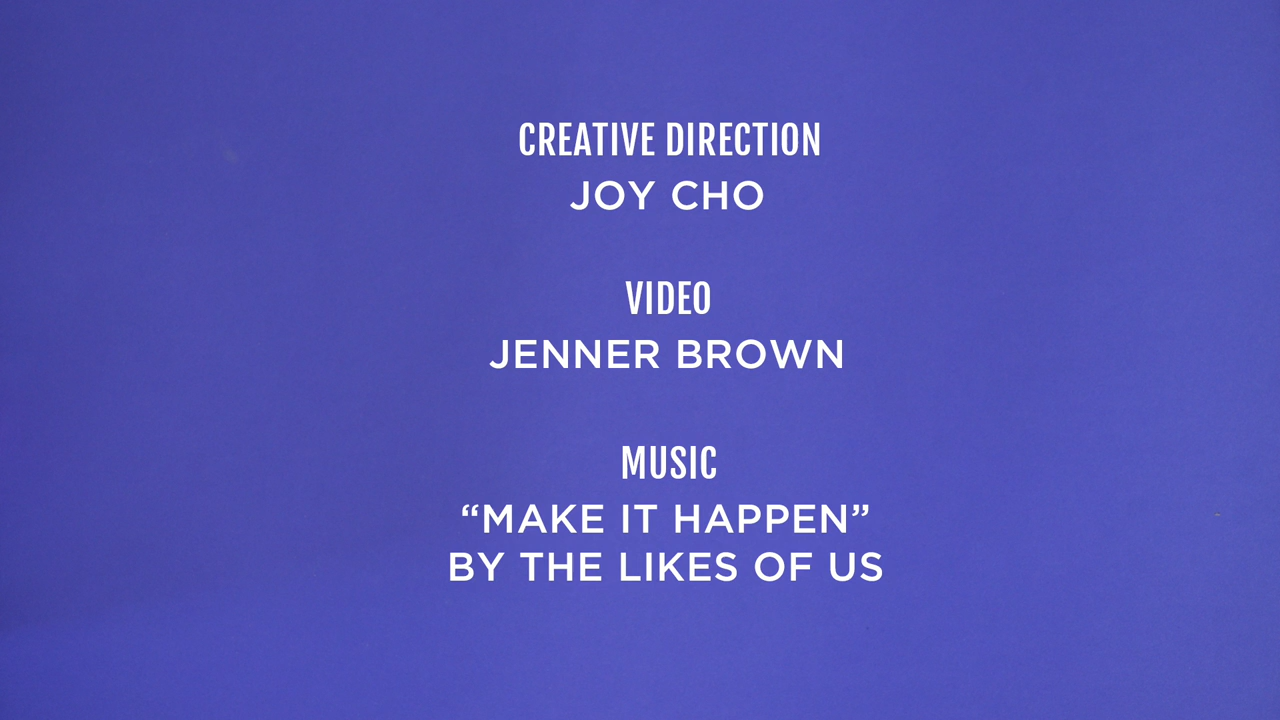 CREATIVE DIRECTION
JOY CHO
VIDEO
JENNER BROWN
MUSIC
“MAKE IT HAPPEN”
BY THE LIKES OF US